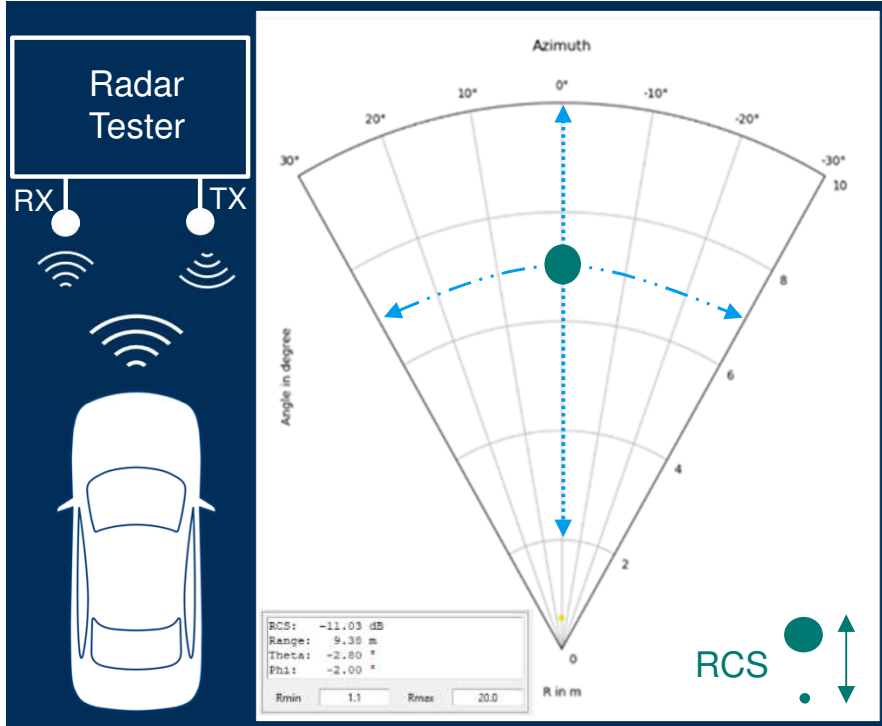 Radar
Tester
RX
TX
Azimuth
0°
10°
-10°
20°
-20°
30°
-30°
10
8
6
4
2
0
Angle in degree
R in m
RCS: -11.03 dB
Range: 9.38 m
Theta: -2.80 °
Phi: -2.00 °
Rmin 1.1 Rmax 20.0
RCS